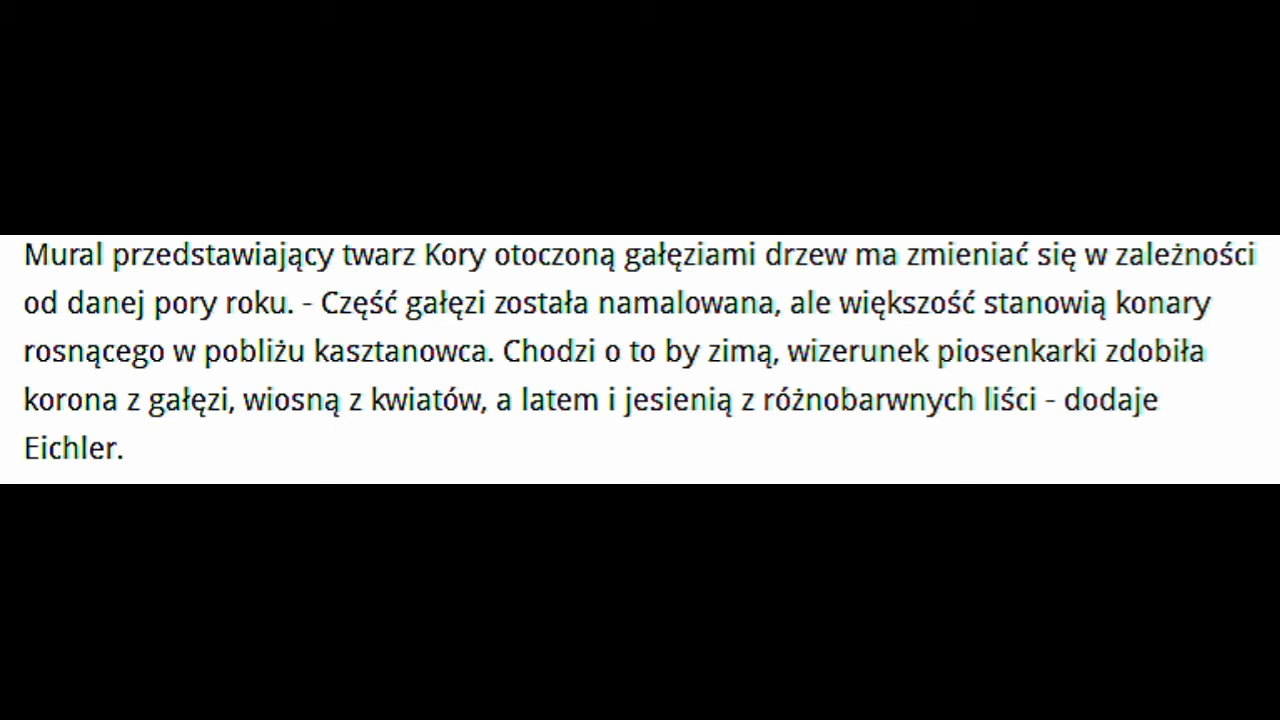 Mural przedstawiający twarz Kory otoczoną gałęziami drzew ma zmieniać się w zależności
od danej pory roku. - Część gałęzi została namalowana, ale większość stanowią konary
rosnącego w pobliżu kasztanowca. Chodzi o to by zimą, wizerunek piosenkarki zdobiła
korona z gałęzi, wiosną z kwiatów, a latem i jesienią z różnobarwnych liści - dodaje
Eichler.